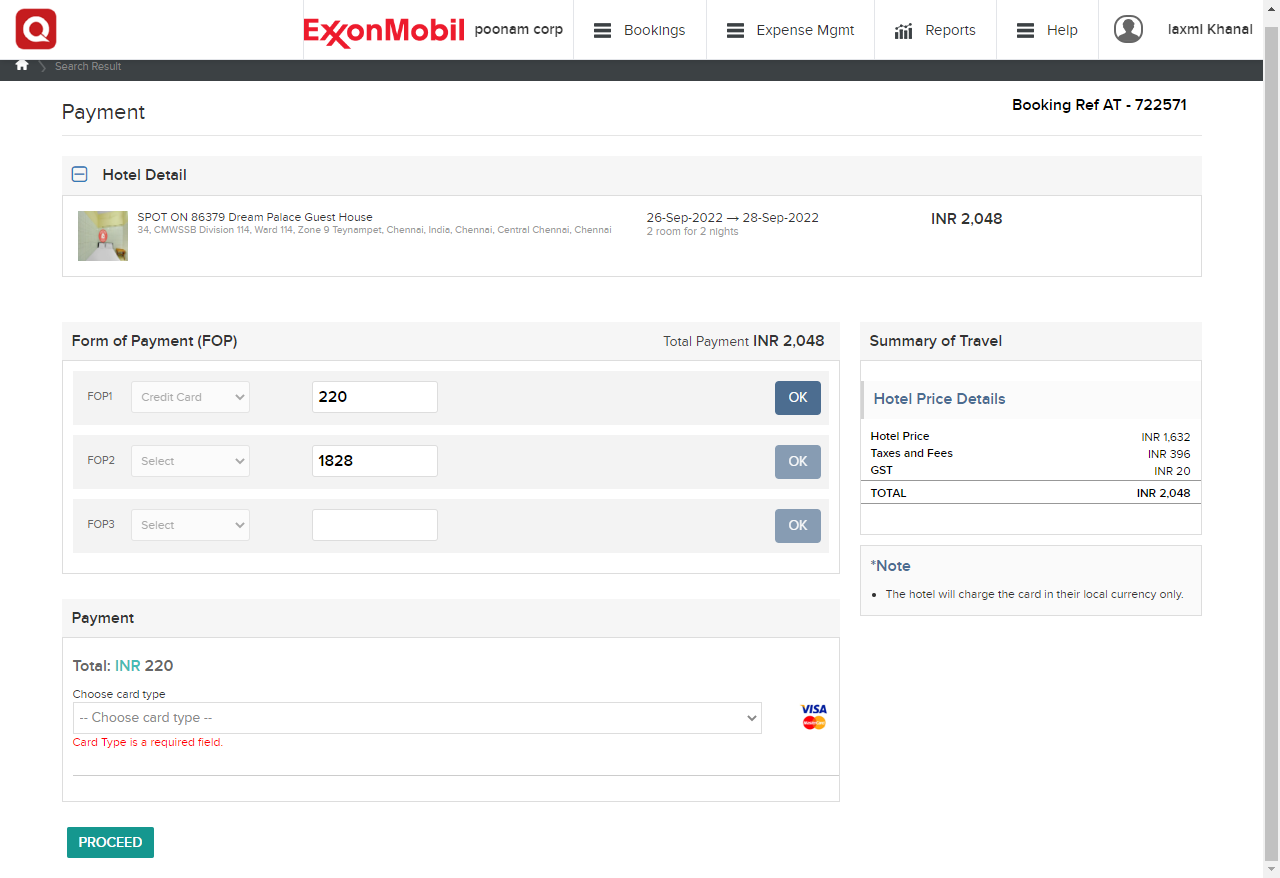 Q ExxonMobil poonam corp Bookings Expense Mgmt Reports Help laxmi Khanal
Search Result
Payment Booking Ref AT - 722571
Hotel Detail
SPOT ON 86379 Dream Palace Guest House 26-Sep-2022 → 28-Sep-2022 INR 2,048
34, CMWSSB Division 114, Ward 114, Zone 9 Teynampet, Chennai, India, Chennai, Central Chennai, Chennai 2 room for 2 nights
Form of Payment (FOP) Total Payment INR 2,048
FOP1 Credit Card 220 OK
FOP2 Select 1828 OK
FOP3 Select OK
Summary of Travel
Hotel Price Details
Hotel Price INR 1,632
Taxes and Fees INR 396
GST INR 20
TOTAL INR 2,048
*Note
• The hotel will charge the card in their local currency only.
Payment
Total: INR 220
Choose card type
-- Choose card type --
VISA
MasterCard
Card Type is a required field.
PROCEED